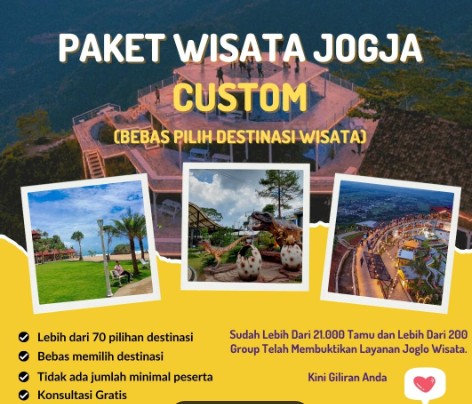 PAKET WISATA JOGJA
CUSTOM
(BEBAS PILIH DESTINASI WISATA)
Lebih dari 70 pilihan destinasi
Bebas memilih destinasi
Tidak ada jumlah minimal peserta
Konsultasi Gratis
Sudah Lebih Dari 21.000 Tamu dan Lebih Dari 200
Group Telah Membuktikan Layanan Joglo Wisata.
Kini Giliran Anda